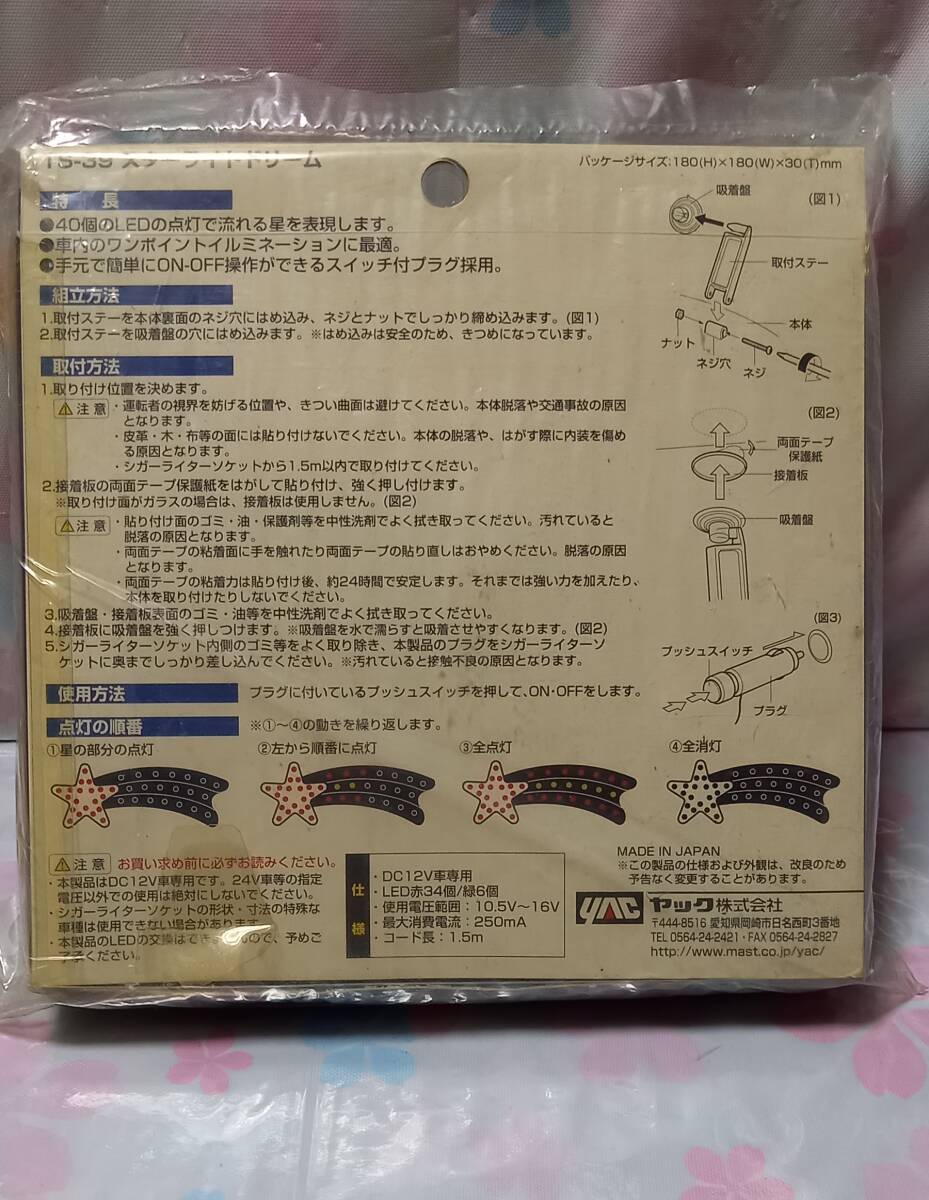 TS-39 スターライトドリーム
パッケージサイズ:180(H)×180(W)×30(T)mm
特長
●40個のLEDの点灯で流れる星を表現します。
●車内のワンポイントイルミネーションに最適。
●手元で簡単にON-OFF操作ができるスイッチ付プラグ採用。
組立方法
1.取付ステーを本体裏面のネジ穴にはめ込み、ネジとナットでしっかり締め込みます。(図1)
2.取付ステーを吸着盤の穴にはめ込みます。※はめ込みは安全のため、きつめになっています。
取付方法
1.取り付け位置を決めます。
⚠注意
・運転者の視界を妨げる位置や、きつい曲面は避けてください。本体脱落や交通事故の原因
となります。
・皮革・木・布等の面には貼り付けないでください。本体の脱落や、はがす際に内装を傷め
る原因となります。
・シガーライターソケットから1.5m以内で取り付けてください。
2.接着板の両面テープ保護紙をはがして貼り付け、強く押し付けます。
※取り付け面がガラスの場合は、接着板は使用しません。(図2)
⚠注意
・貼り付け面のゴミ・油・保護剤等を中性洗剤でよく拭き取ってください。汚れていると
脱落の原因となります。
・両面テープの粘着面に手を触れたり両面テープの貼り直しはおやめください。脱落の原因
となります。
・両面テープの粘着力は貼り付け後、約24時間で安定します。それまでは強い力を加えたり、
本体を取り付けたりしないでください。
3.吸着盤・接着板表面のゴミ・油等を中性洗剤でよく拭き取ってください。
4.接着板に吸着盤を強く押しつけます。※吸着盤を水で濡らすと吸着させやすくなります。(図2)
5.シガーライターソケット内側のゴミ等をよく取り除き、本製品のプラグをシガーライターソ
ケットに奥までしっかり差し込んでください。※汚れていると接触不良の原因となります。
使用方法
プラグに付いているプッシュスイッチを押して、ON・OFFをします。
点灯の順番
※①〜④の動きを繰り返します。
①星の部分の点灯
②左から順番に点灯
③全点灯
④全消灯
(図1)
吸着盤
取付ステー
本体
ナット
ネジ穴
ネジ
(図2)
両面テープ
保護紙
接着板
吸着盤
(図3)
プッシュスイッチ
プラグ
⚠注意 お買い求め前に必ずお読みください。
・本製品はDC12V車専用です。24V車等の指定
電圧以外での使用は絶対にしないでください。
・シガーライターソケットの形状・寸法の特殊な
車種は使用できない場合があります。
・本製品のLEDの交換はできませんので、予めご
了承ください。
仕様
・DC12V車専用
・LED赤34個/緑6個
・使用電圧範囲:10.5V〜16V
・最大消費電流:250mA
・コード長:1.5m
MADE IN JAPAN
※この製品の仕様および外観は、改良のため
予告なく変更することがあります。
YAC ヤック株式会社
〒444-8516 愛知県岡崎市日名西町3番地
TEL 0564-24-2421・FAX 0564-24-2827
http://www.mast.co.jp/yac/